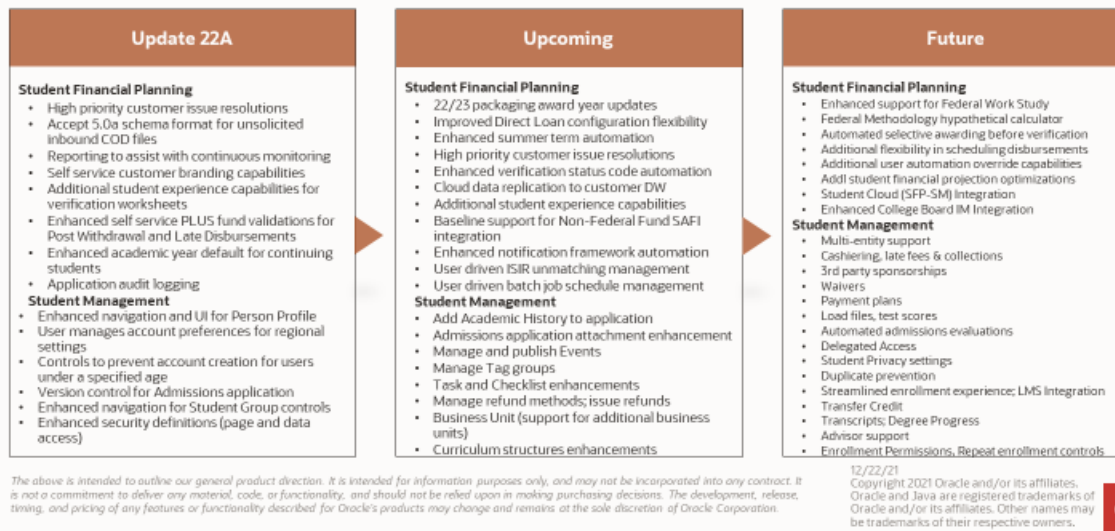 Update 22A
Student Financial Planning
• High priority customer issue resolutions
• Accept 5.0a schema format for unsolicited
inbound COD files
• Reporting to assist with continuous monitoring
• Self service customer branding capabilities
• Additional student experience capabilities for
verification worksheets
• Enhanced self service PLUS fund validations for
Post Withdrawal and Late Disbursements
• Enhanced academic year default for continuing
students
• Application audit logging
Student Management
• Enhanced navigation and UI for Person Profile
• User manages account preferences for regional
settings
• Controls to prevent account creation for users
under a specified age
• Version control for Admissions application
• Enhanced navigation for Student Group controls
• Enhanced security definitions (page and data
access)
Upcoming
Student Financial Planning
• 22/23 packaging award year updates
• Improved Direct Loan configuration flexibility
• Enhanced summer term automation
• High priority customer issue resolutions
• Enhanced verification status code automation
• Cloud data replication to customer DW
• Additional student experience capabilities
• Baseline support for Non-Federal Fund SAFI
integration
• Enhanced notification framework automation
• User driven ISIR unmatching management
• User driven batch job schedule management
Student Management
• Add Academic History to application
• Admissions application attachment enhancement
• Manage and publish Events
• Manage Tag groups
• Task and Checklist enhancements
• Manage refund methods; issue refunds
• Business Unit (support for additional business
units)
• Curriculum structures enhancements
Future
Student Financial Planning
• Enhanced support for Federal Work Study
• Federal Methodology hypothetical calculator
• Automated selective awarding before verification
• Additional flexibility in scheduling disbursements
• Additional user automation override capabilities
• Addl student financial projection optimizations
• Student Cloud (SFP-SM) Integration
• Enhanced College Board IM Integration
Student Management
• Multi-entity support
• Cashiering, late fees & collections
• 3rd party sponsorships
• Waivers
• Payment plans
• Load files, test scores
• Automated admissions evaluations
• Delegated Access
• Student Privacy settings
• Duplicate prevention
• Streamlined enrollment experience; LMS Integration
• Transfer Credit
• Transcripts; Degree Progress
• Advisor support
• Enrollment Permissions, Repeat enrollment controls
The above is intended to outline our general product direction. It is intended for information purposes only, and may not be incorporated into any contract. It
is not a commitment to deliver any material, code, or functionality, and should not be relied upon in making purchasing decisions. The development, release,
timing, and pricing of any features or functionality described for Oracle's products may change and remains at the sole discretion of Oracle Corporation.
12/22/21
Copyright 2021 Oracle and/or its affiliates.
Oracle and Java are registered trademarks of
Oracle and/or its affiliates. Other names may
be trademarks of their respective owners.